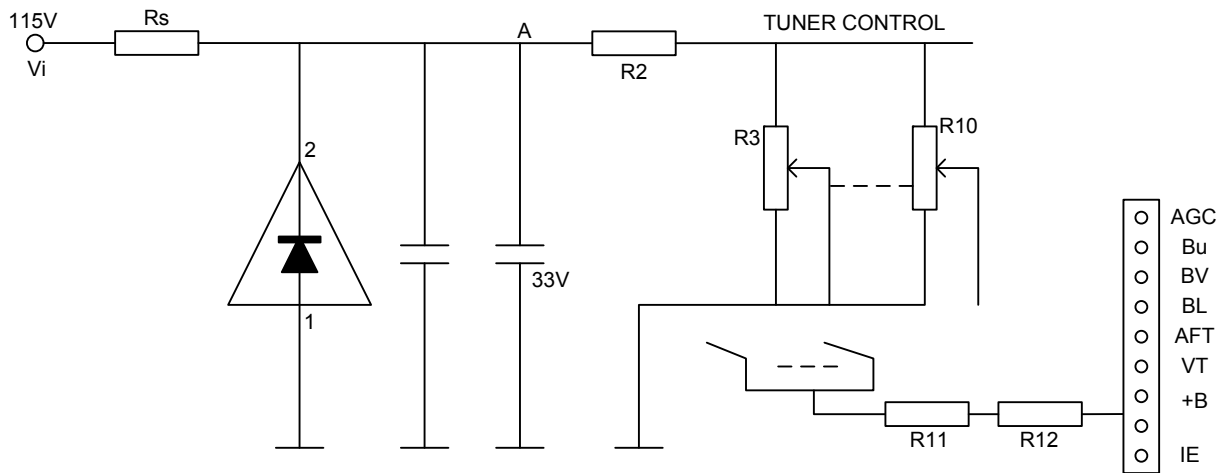 115V
Rs
A
TUNER CONTROL
Vi
R2
R3
R10
2
33V
1
AGC
Bu
BV
BL
AFT
VT
+B
IE
R11
R12